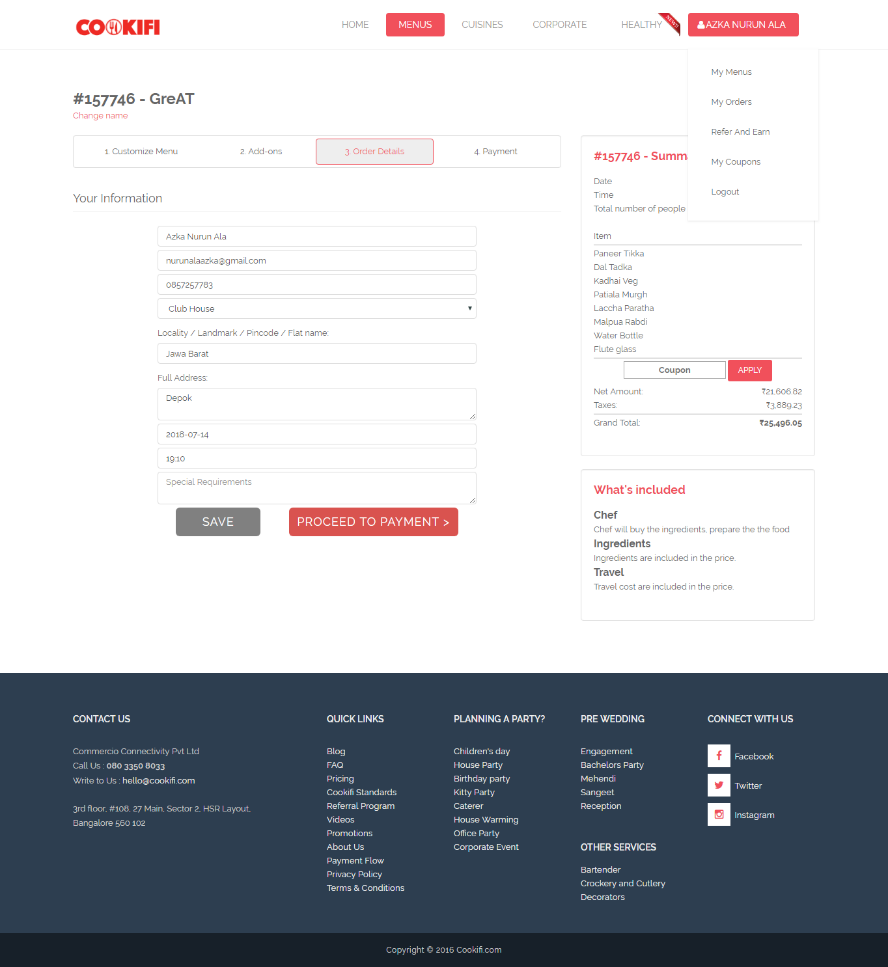 COOKIFI
HOME
MENUS
CUISINES
CORPORATE
HEALTHY
NEW!!
AZKA NURUN ALA
My Menus
My Orders
Refer And Earn
My Coupons
Logout
#157746 - GreAT
Change name
1. Customize Menu
2. Add-ons
3. Order Details
4. Payment
Your Information
Azka Nurun Ala
nurunalaazka@gmail.com
0857257783
Club House
Locality / Landmark / Pincode / Flat name:
Jawa Barat
Full Address:
Depok
2018-07-14
19:10
Special Requirements
SAVE
PROCEED TO PAYMENT >
#157746 - Summ
Date
Time
Total number of people
Item
Paneer Tikka
Dal Tadka
Kadhai Veg
Patiala Murgh
Laccha Paratha
Malpua Rabdi
Water Bottle
Flute glass
Coupon
APPLY
Net Amount: ₹21,606.82
Taxes: ₹3,889.23
Grand Total: ₹25,496.05
What's included
Chef
Chef will buy the ingredients, prepare the the food.
Ingredients
Ingredients are included in the price.
Travel
Travel cost are included in the price.
CONTACT US
Commercio Connectivity Pvt Ltd
Call Us : 080 3350 8033
Write to Us : hello@cookifi.com
3rd floor, #108, 27 Main, Sector 2, HSR Layout,
Bangalore 560 102
QUICK LINKS
Blog
FAQ
Pricing
Cookifi Standards
Referral Program
Videos
Promotions
About Us
Payment Flow
Privacy Policy
Terms & Conditions
PLANNING A PARTY?
Children's day
House Party
Birthday party
Kitty Party
Caterer
House Warming
Office Party
Corporate Event
PRE WEDDING
Engagement
Bachelors Party
Mehendi
Sangeet
Reception
OTHER SERVICES
Bartender
Crockery and Cutlery
Decorators
CONNECT WITH US
Facebook
Twitter
Instagram
Copyright © 2016 Cookifi.com